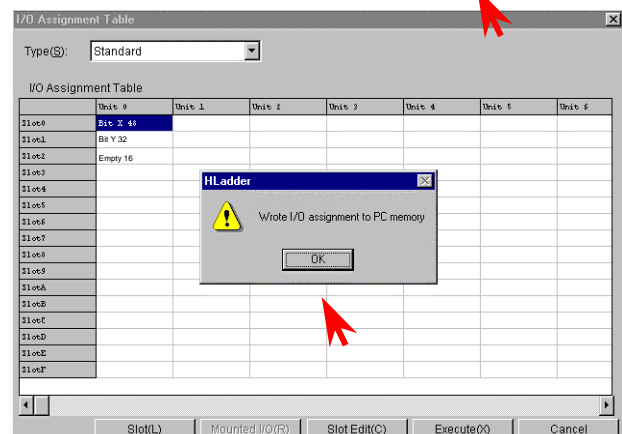 I/O Assignment Table
Type(S): Standard
I/O Assignment Table
Unit 0 Unit 1 Unit 2 Unit 3 Unit 4 Unit 5 Unit 6
Slot0 Bit X 48
Slot1 Bit Y 32
Slot2 Empty 16
Slot3
Slot4
Slot5
Slot6
Slot7
Slot8
Slot9
SlotA
SlotB
SlotC
SlotD
SlotE
SlotF
HLadder
Wrote I/O assignment to PC memory
OK
Slot(L) Mounted I/O(R) Slot Edit(C) Execute(X) Cancel